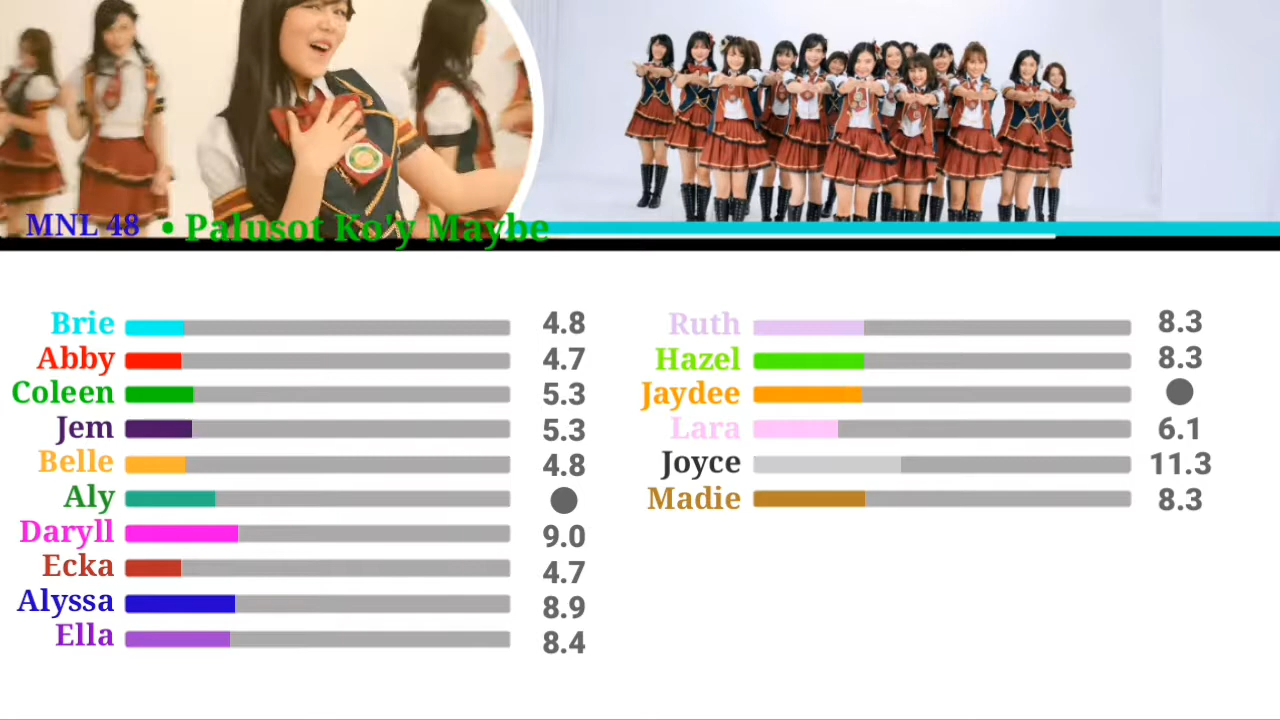 MNL 48 • Palusot Ko'y Maybe
Brie 4.8
Abby 4.7
Coleen 5.3
Jem 5.3
Belle 4.8
Aly
Daryll 9.0
Ecka 4.7
Alyssa 8.9
Ella 8.4
Ruth 8.3
Hazel 8.3
Jaydee
Lara 6.1
Joyce 11.3
Madie 8.3